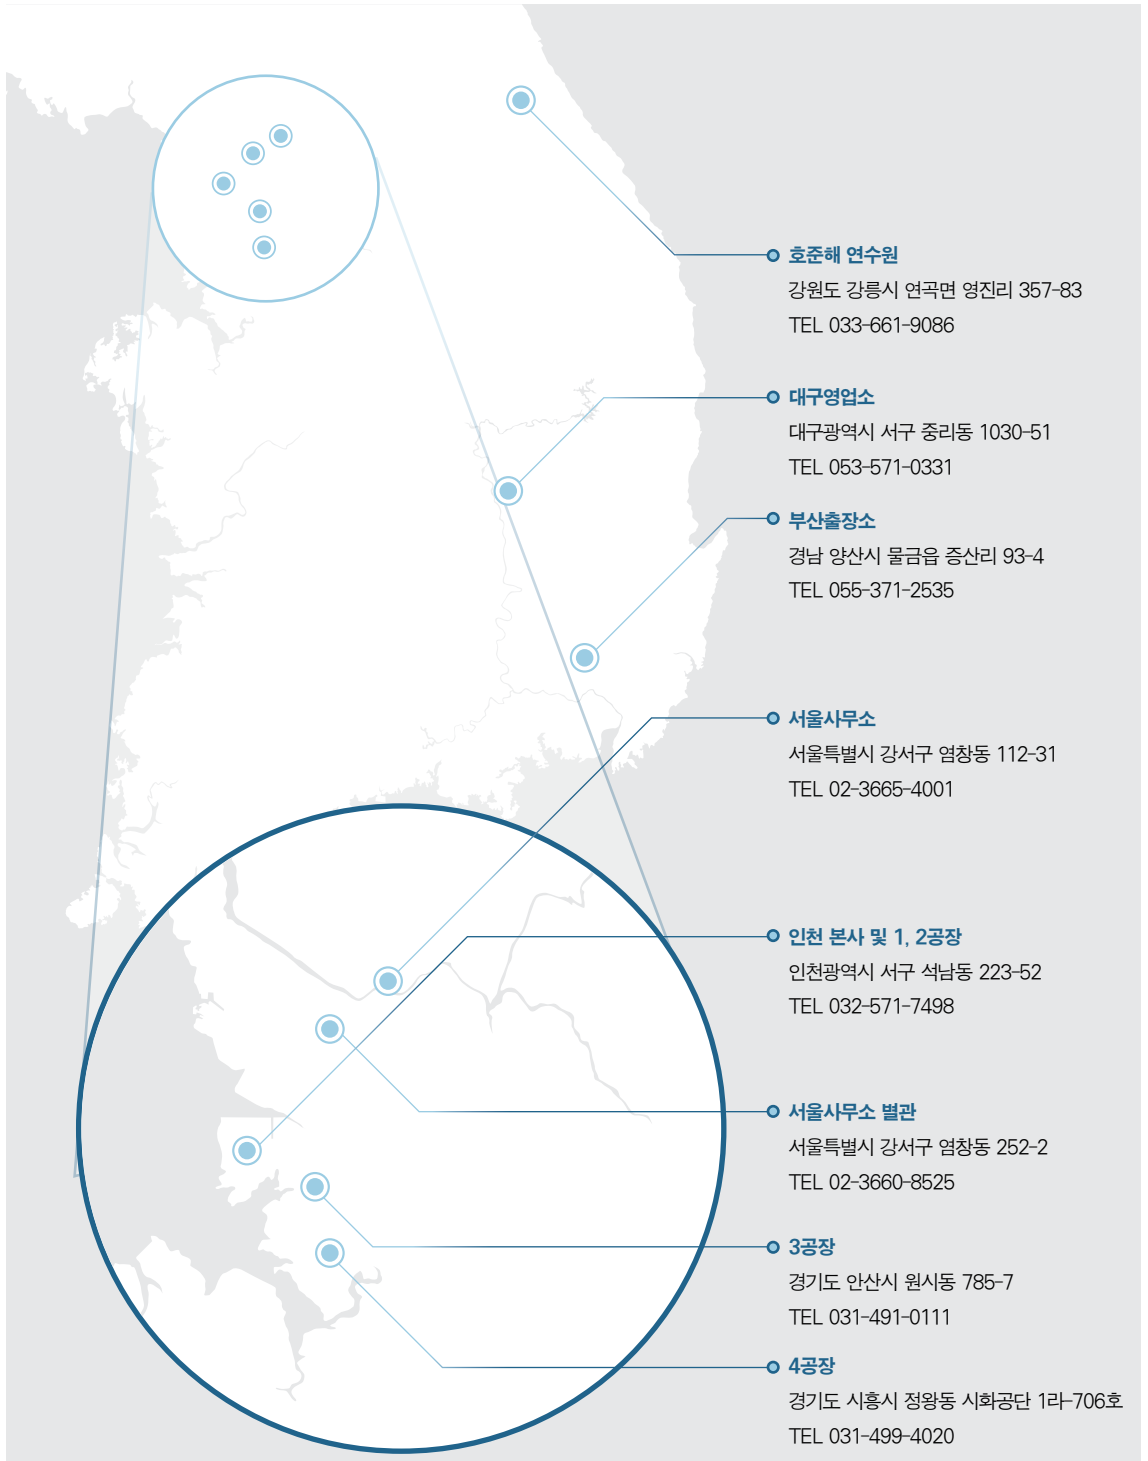 호준해 연수원
강원도 강릉시 연곡면 영진리 357-83
TEL 033-661-9086
대구영업소
대구광역시 서구 중리동 1030-51
TEL 053-571-0331
부산출장소
경남 양산시 물금읍 증산리 93-4
TEL 055-371-2535
서울사무소
서울특별시 강서구 염창동 112-31
TEL 02-3665-4001
인천 본사 및 1, 2공장
인천광역시 서구 석남동 223-52
TEL 032-571-7498
서울사무소 별관
서울특별시 강서구 염창동 252-2
TEL 02-3660-8525
3공장
경기도 안산시 원시동 785-7
TEL 031-491-0111
4공장
경기도 시흥시 정왕동 시화공단 1라-706호
TEL 031-499-4020